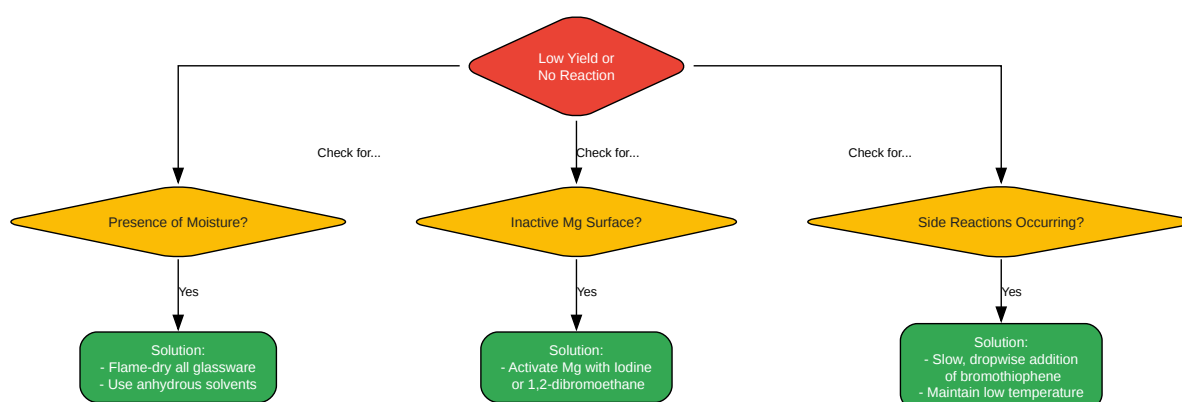 Low Yield or
No Reaction
Check for...
Check for...
Check for...
Presence of Moisture?
Inactive Mg Surface?
Side Reactions Occurring?
Yes
Yes
Yes
Solution:
- Flame-dry all glassware
- Use anhydrous solvents
Solution:
- Activate Mg with Iodine
or 1,2-dibromoethane
Solution:
- Slow, dropwise addition
of bromothiophene
- Maintain low temperature